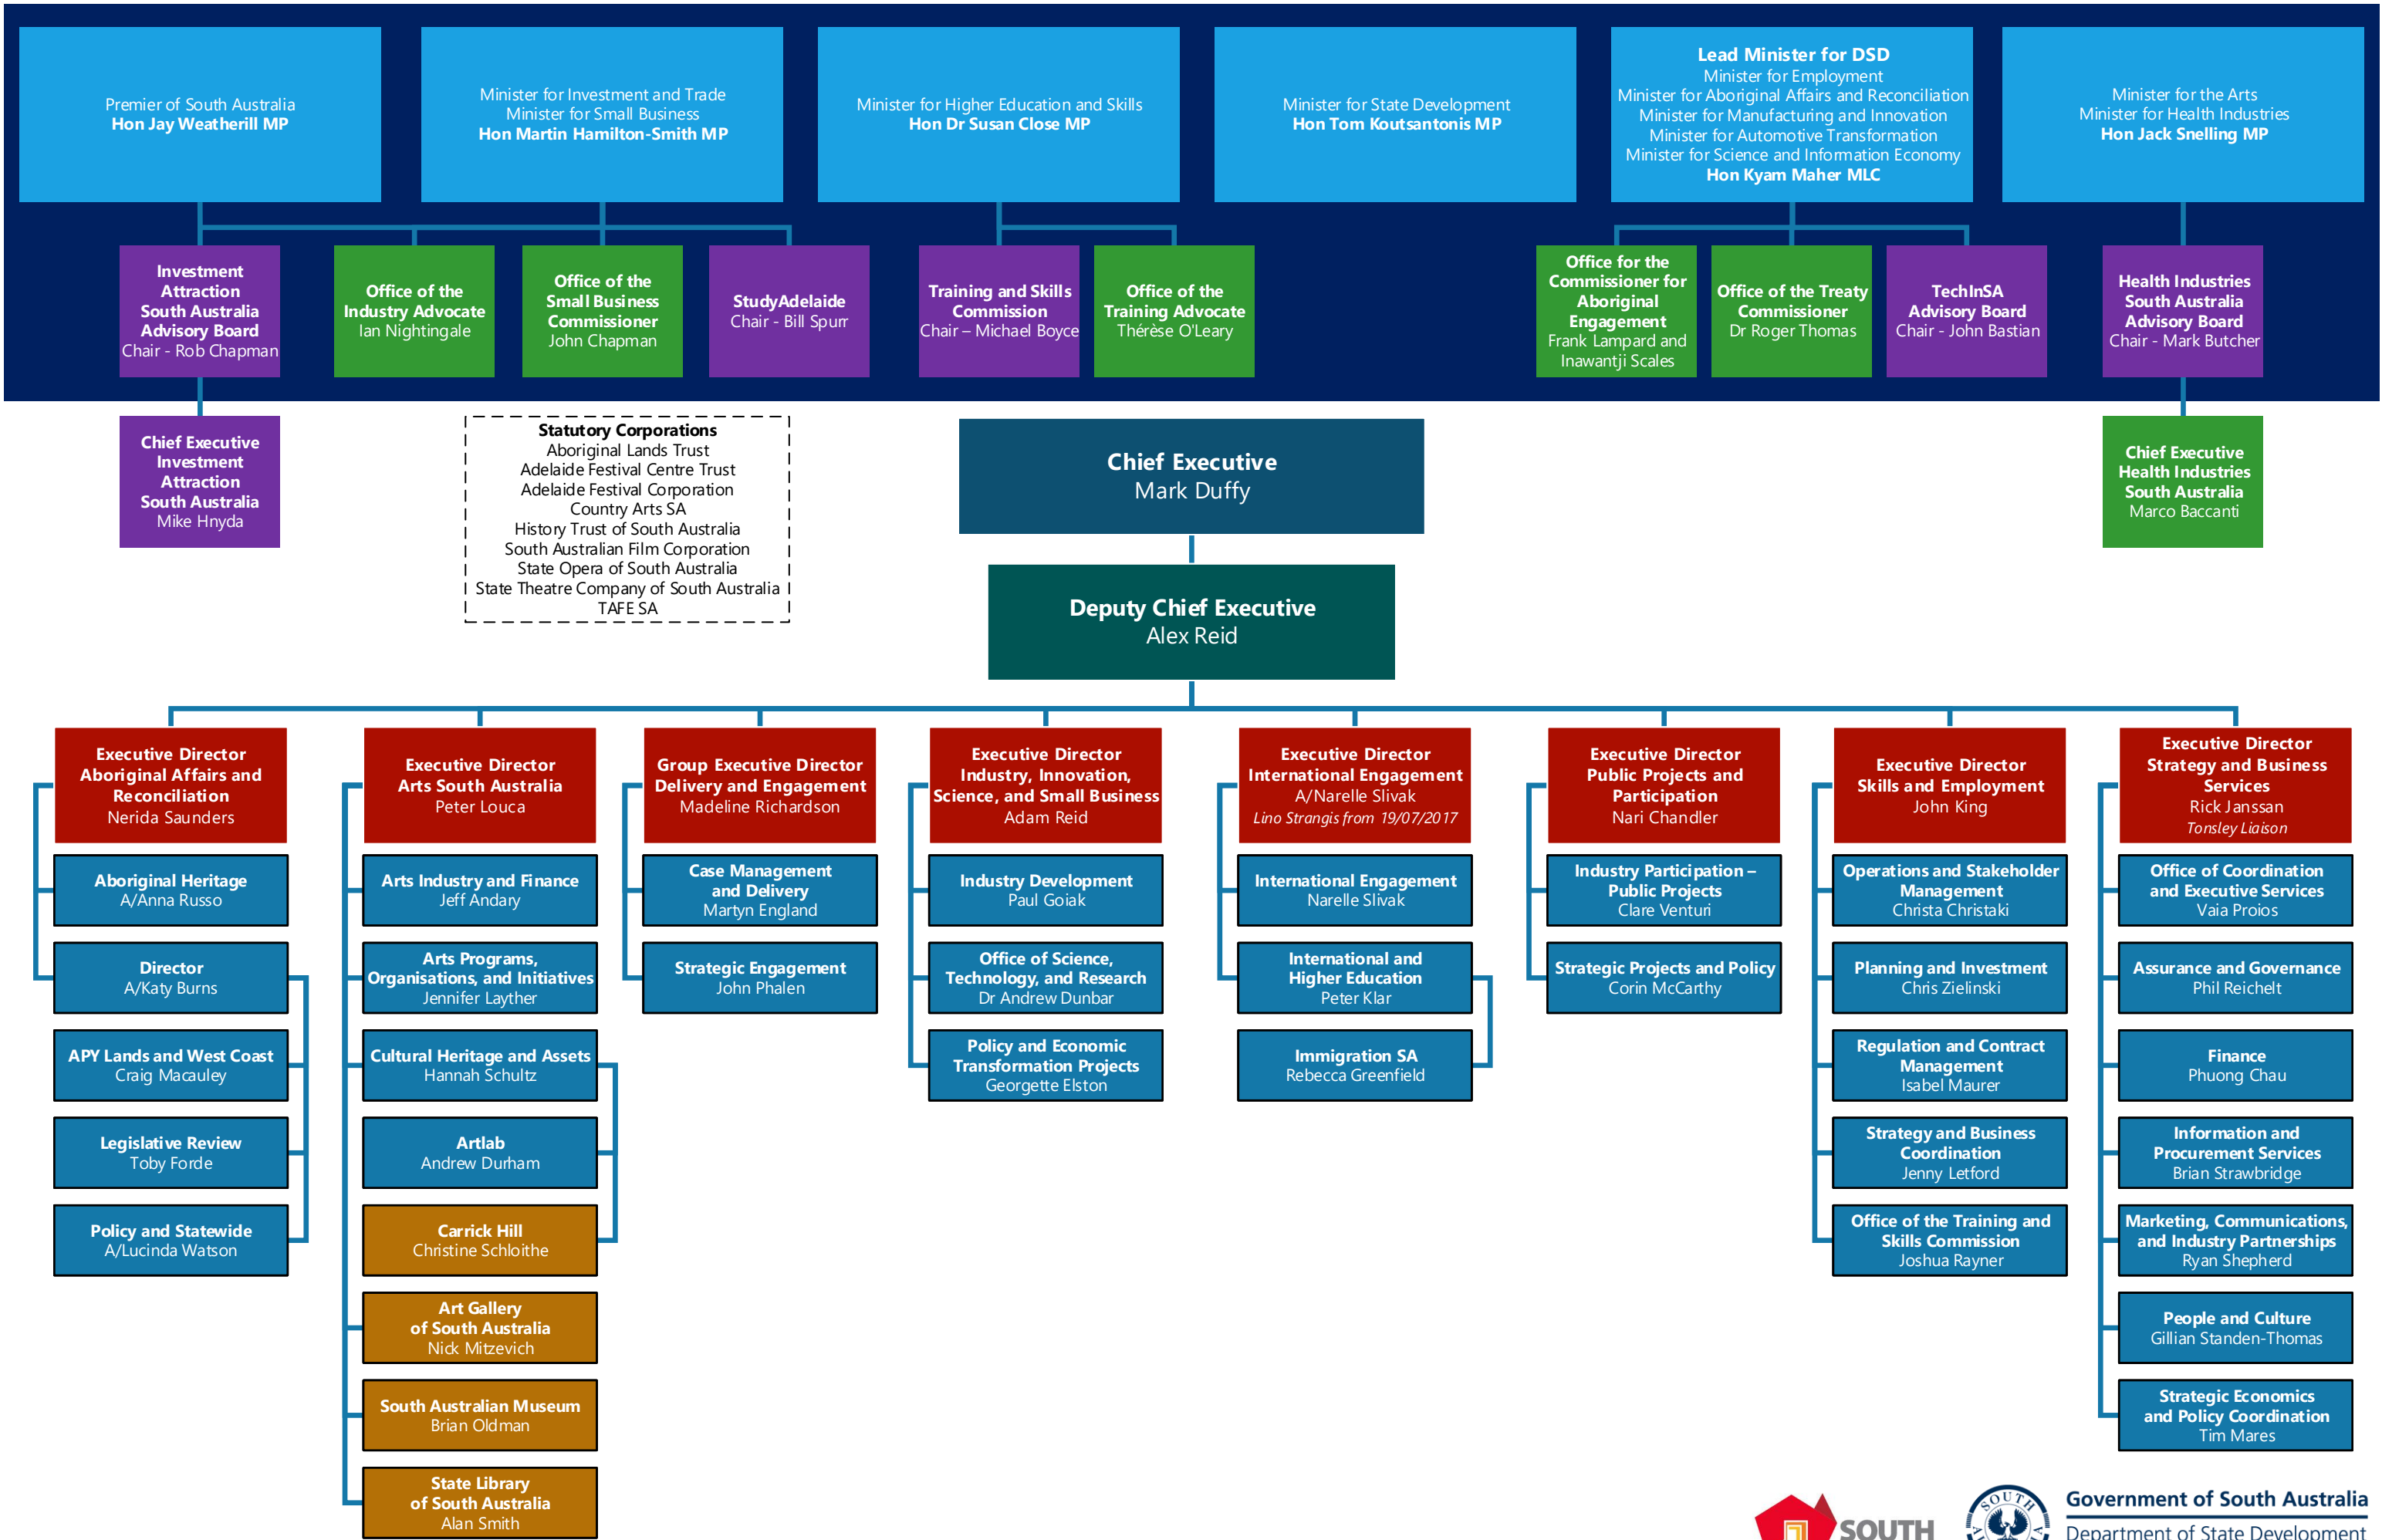 Premier of South Australia
Hon Jay Weatherill MP
Minister for Investment and Trade
Minister for Small Business
Hon Martin Hamilton-Smith MP
Minister for Higher Education and Skills
Hon Dr Susan Close MP
Minister for State Development
Hon Tom Koutsantonis MP
Lead Minister for DSD
Minister for Employment
Minister for Aboriginal Affairs and Reconciliation
Minister for Manufacturing and Innovation
Minister for Automotive Transformation
Minister for Science and Information Economy
Hon Kyam Maher MLC
Minister for the Arts
Minister for Health Industries
Hon Jack Snelling MP
Investment
Attraction
South Australia
Advisory Board
Chair - Rob Chapman
Office of the
Industry Advocate
Ian Nightingale
Office of the
Small Business
Commissioner
John Chapman
StudyAdelaide
Chair - Bill Spurr
Training and Skills
Commission
Chair – Michael Boyce
Office of the
Training Advocate
Thérèse O'Leary
Office for the
Commissioner for
Aboriginal
Engagement
Frank Lampard and
Inawantji Scales
Office of the Treaty
Commissioner
Dr Roger Thomas
TechInSA
Advisory Board
Chair - John Bastian
Health Industries
South Australia
Advisory Board
Chair - Mark Butcher
Chief Executive
Investment
Attraction
South Australia
Mike Hnyda
Statutory Corporations
Aboriginal Lands Trust
Adelaide Festival Centre Trust
Adelaide Festival Corporation
Country Arts SA
History Trust of South Australia
South Australian Film Corporation
State Opera of South Australia
State Theatre Company of South Australia
TAFE SA
Chief Executive
Mark Duffy
Chief Executive
Health Industries
South Australia
Marco Baccanti
Deputy Chief Executive
Alex Reid
Executive Director
Aboriginal Affairs and
Reconciliation
Nerida Saunders
Aboriginal Heritage
A/Anna Russo
Director
A/Katy Burns
APY Lands and West Coast
Craig Macauley
Legislative Review
Toby Forde
Policy and Statewide
A/Lucinda Watson
Executive Director
Arts South Australia
Peter Louca
Arts Industry and Finance
Jeff Andary
Arts Programs,
Organisations, and Initiatives
Jennifer Layther
Cultural Heritage and Assets
Hannah Schultz
Artlab
Andrew Durham
Carrick Hill
Christine Schloithe
Art Gallery
of South Australia
Nick Mitzevich
South Australian Museum
Brian Oldman
State Library
of South Australia
Alan Smith
Group Executive Director
Delivery and Engagement
Madeline Richardson
Case Management
and Delivery
Martyn England
Strategic Engagement
John Phalen
Executive Director
Industry, Innovation,
Science, and Small Business
Adam Reid
Industry Development
Paul Goiak
Office of Science,
Technology, and Research
Dr Andrew Dunbar
Policy and Economic
Transformation Projects
Georgette Elston
Executive Director
International Engagement
A/Narelle Slivak
Lino Strangis from 19/07/2017
International Engagement
Narelle Slivak
International and
Higher Education
Peter Klar
Immigration SA
Rebecca Greenfield
Executive Director
Public Projects and
Participation
Nari Chandler
Industry Participation –
Public Projects
Clare Venturi
Strategic Projects and Policy
Corin McCarthy
Executive Director
Skills and Employment
John King
Operations and Stakeholder
Management
Christa Christaki
Planning and Investment
Chris Zielinski
Regulation and Contract
Management
Isabel Maurer
Strategy and Business
Coordination
Jenny Letford
Office of the Training and
Skills Commission
Joshua Rayner
Executive Director
Strategy and Business
Services
Rick Janssan
Tonsley Liaison
Office of Coordination
and Executive Services
Vaia Proios
Assurance and Governance
Phil Reichelt
Finance
Phuong Chau
Information and
Procurement Services
Brian Strawbridge
Marketing, Communications,
and Industry Partnerships
Ryan Shepherd
People and Culture
Gillian Standen-Thomas
Strategic Economics
and Policy Coordination
Tim Mares
SOUTH
SOUTH
Government of South Australia
Department of State Development